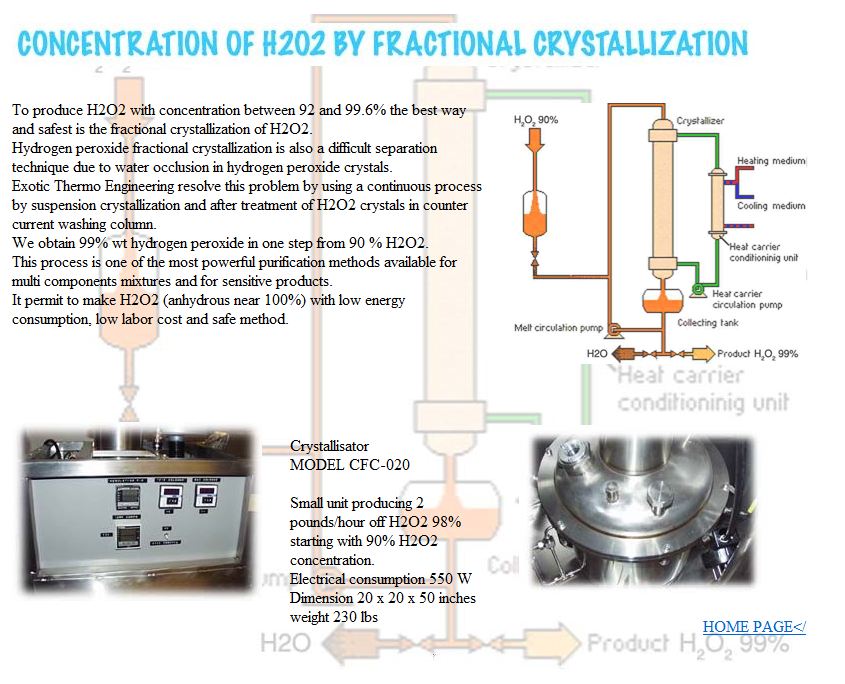 CONCENTRATION OF H2O2 BY FRACTIONAL CRYSTALLIZATION
To produce H2O2 with concentration between 92 and 99.6% the best way
and safest is the fractional crystallization of H2O2.
Hydrogen peroxide fractional crystallization is also a difficult separation
technique due to water occlusion in hydrogen peroxide crystals.
Exotic Thermo Engineering resolve this problem by using a continuous process
by suspension crystallization and after treatment of H2O2 crystals in counter
current washing column.
We obtain 99% wt hydrogen peroxide in one step from 90 % H2O2.
This process is one of the most powerful purification methods available for
multi components mixtures and for sensitive products.
It permit to make H2O2 (anhydrous near 100%) with low energy
consumption, low labor cost and safe method.
H₂O₂ 90%
Crystallizer
Heating medium
Cooling medium
Heat carrier
conditioning unit
Heat carrier
circulation pump
Collecting tank
Melt circulation pump
H2O
Product H₂O₂ 99%
Heat carrier
conditioninig unit
Crystallisator
MODEL CFC-020
Small unit producing 2
pounds/hour off H2O2 98%
starting with 90% H2O2
concentration.
Electrical consumption 550 W
Dimension 20 x 20 x 50 inches
weight 230 lbs
Col
HOME PAGE</
H2O
Product H₂O₂ 99%